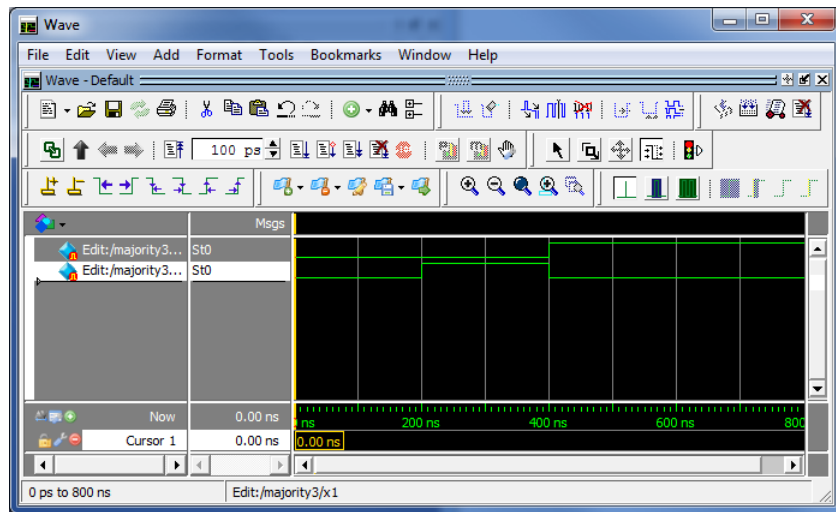 Wave
File Edit View Add Format Tools Bookmarks Window Help
Wave - Default
100 ps
Msgs
Edit:/majority3... St0
Edit:/majority3... St0
Now 0.00 ns
ns 200 ns 400 ns 600 ns 800
Cursor 1 0.00 ns 0.00 ns
0 ps to 800 ns Edit:/majority3/x1